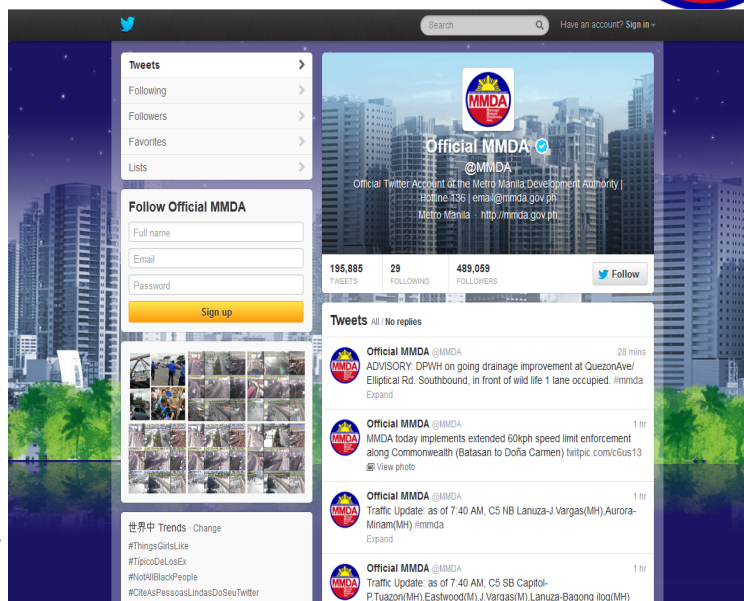 Search
Have an account? Sign in
Tweets
Following
Followers
Favorites
Lists
Follow Official MMDA
Full name
Email
Password
Sign up
世界中 Trends · Change
#ThingsGirlsLike
#TípicoDeLosEx
#NotAllBlackPeople
#CiteAsPessoasLindasDoSeuTwitter
MMDA
Official MMDA
@MMDA
Official Twitter Account of the Metro Manila Development Authority |
Hotline 136 | email@mmda.gov.ph
Metro Manila · http://mmda.gov.ph
195,885 TWEETS
29 FOLLOWING
489,059 FOLLOWERS
Follow
Tweets All / No replies
MMDA
Official MMDA @MMDA 28 mins
ADVISORY: DPWH on going drainage improvement at QuezonAve/
Elliptical Rd. Southbound, in front of wild life 1 lane occupied. #mmda
Expand
MMDA
Official MMDA @MMDA 1 hr
MMDA today implements extended 60kph speed limit enforcement
along Commonwealth (Batasan to Doña Carmen) twitpic.com/c6us13
View photo
MMDA
Official MMDA @MMDA 1 hr
Traffic Update: as of 7:40 AM, C5 NB Lanuza-J.Vargas(MH),Aurora-
Miriam(MH) #mmda
Expand
MMDA
Official MMDA @MMDA 1 hr
Traffic Update: as of 7:40 AM, C5 SB Capitol-
P.Tuazon(MH),Eastwood(M),J.Vargas(M),Lanuza-Bagong ilog(MH)